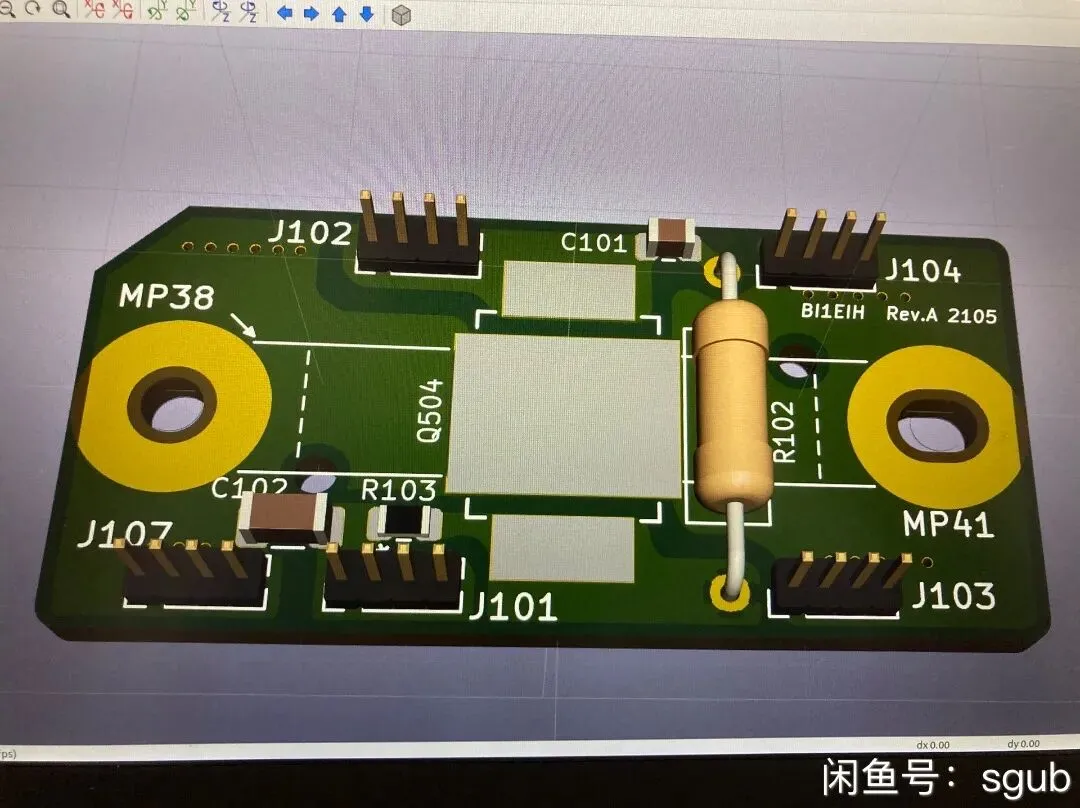 J102
C101
J104
MP38
BI1EIH Rev.A 2105
Q504
R102
C102
R103
MP41
J107
J101
J103
ps)
dx 0.00
dy 0.00
闲鱼号：sgub